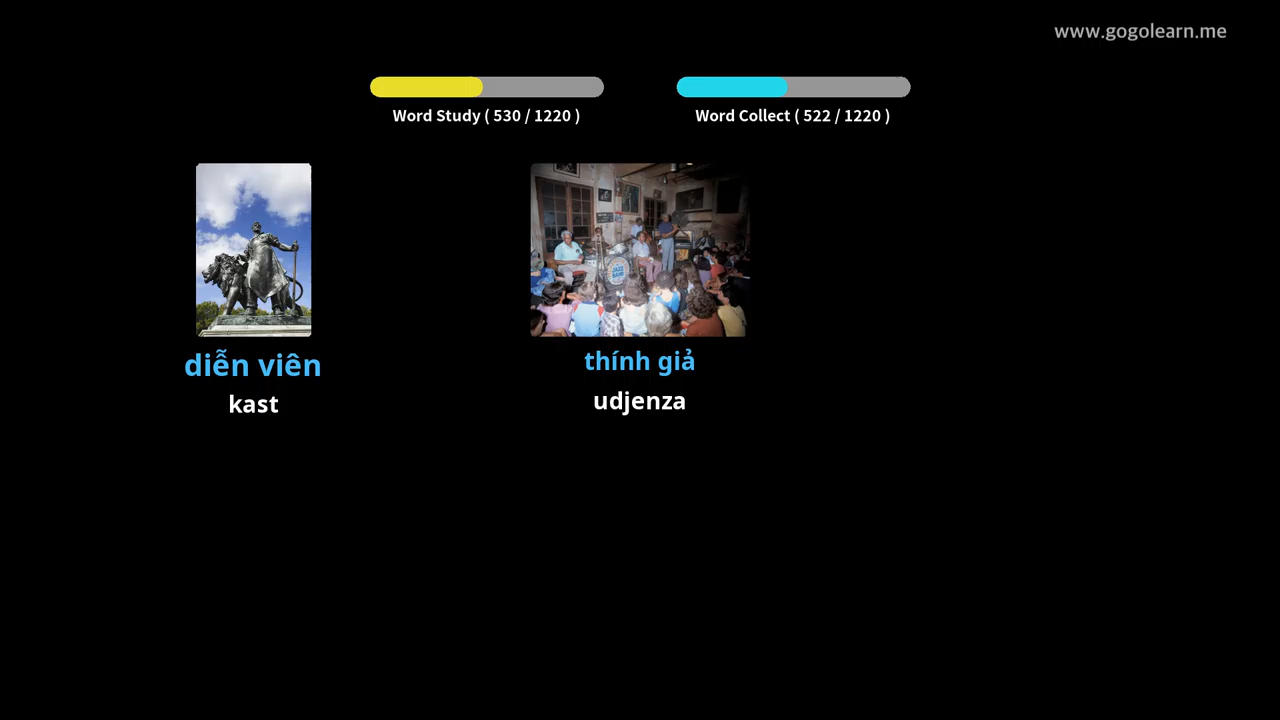 www.gogolearn.me
Word Study ( 530 / 1220 )
Word Collect ( 522 / 1220 )
diễn viên
kast
thính giả
udjenza